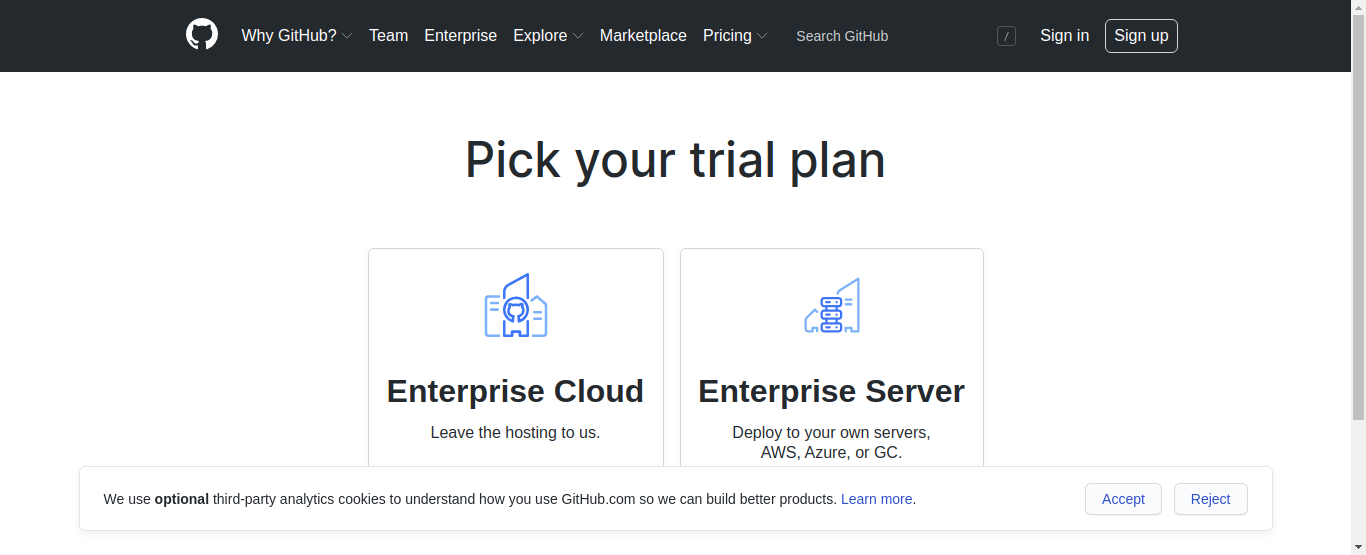 Why GitHub? Team Enterprise Explore Marketplace Pricing Search GitHub / Sign in Sign up
Pick your trial plan
Enterprise Cloud
Leave the hosting to us.
Enterprise Server
Deploy to your own servers,
AWS, Azure, or GC.
We use optional third-party analytics cookies to understand how you use GitHub.com so we can build better products. Learn more. Accept Reject